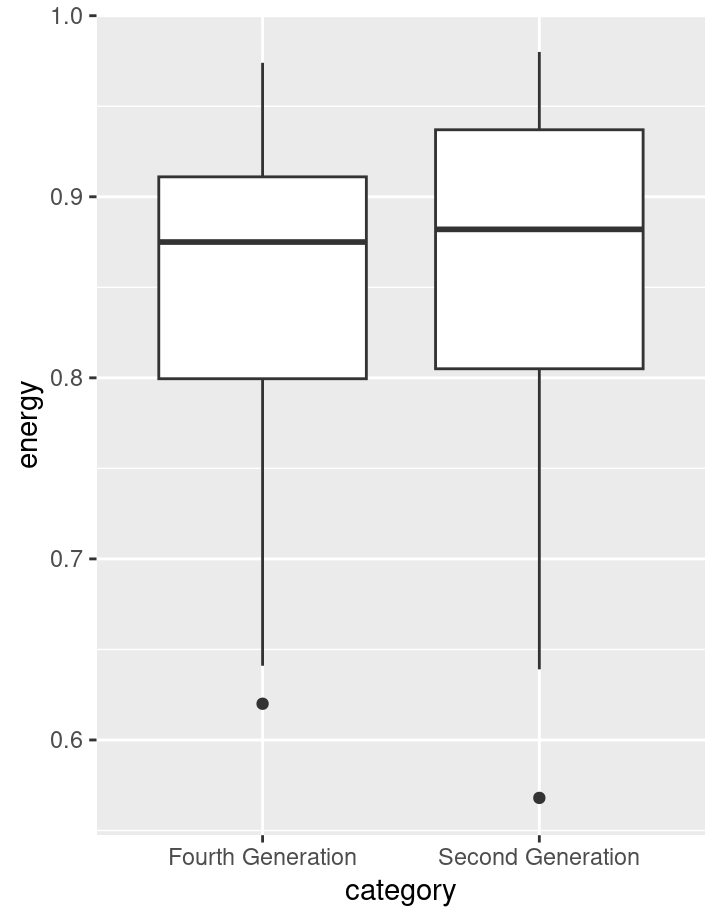 1.0
0.9
0.8
0.7
0.6
energy
Fourth Generation
Second Generation
category